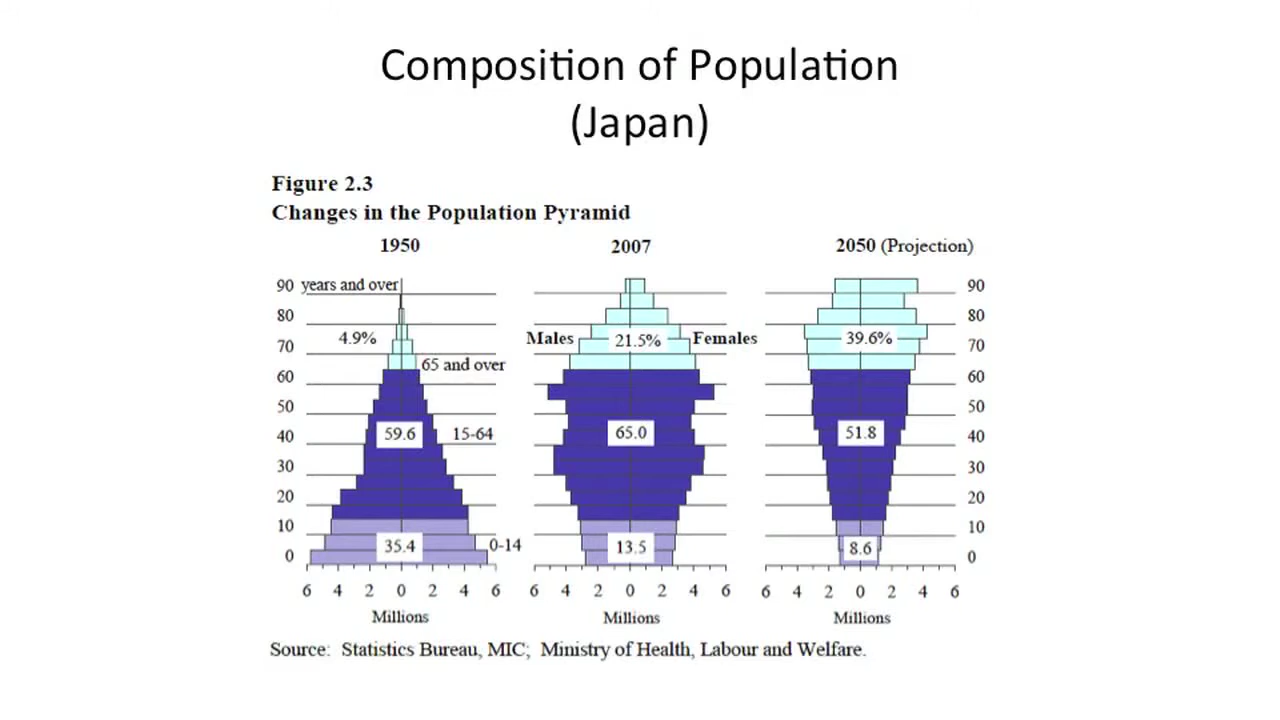 Composition of Population
(Japan)
Figure 2.3
Changes in the Population Pyramid
1950
2007
2050 (Projection)
90 years and over
90
80
80
4.9%
Males
21.5%
Females
39.6%
70
70
65 and over
60
60
50
50
59.6
15-64
65.0
51.8
40
40
30
30
20
20
10
10
35.4
0-14
13.5
8.6
0
0
6 4 2 0 2 4 6
6 4 2 0 2 4 6
6 4 2 0 2 4 6
Millions
Millions
Millions
Source: Statistics Bureau, MIC; Ministry of Health, Labour and Welfare.